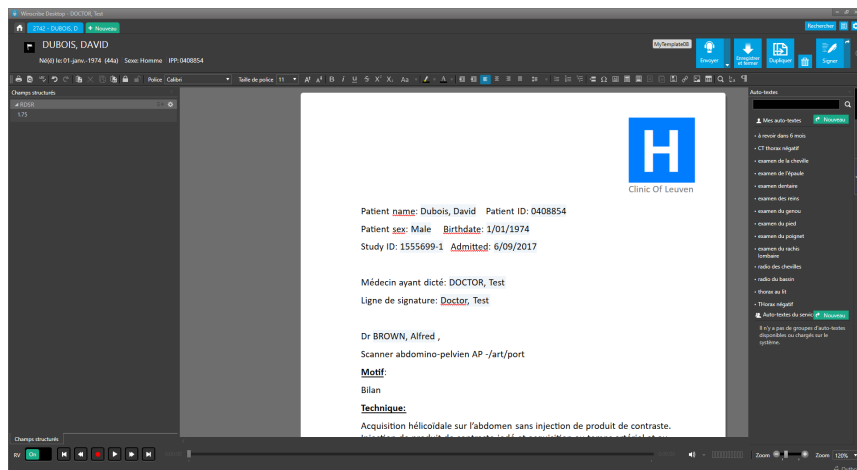 Winscribe Desktop - DOCTOR, Test
2742 - DUBOIS, D
+ Nouveau
Rechercher
DUBOIS, DAVID
Né(é) le: 01-janv.-1974 (44a) Sexe: Homme IPP: 0408854
MyTemplate08
Envoyer
Enregistrer et fermer
Dupliquer
Signer
Police Calibri
Taille de police 11
Champs structurés
RDSR
1.75
H
Clinic Of Leuven
Patient name: Dubois, David Patient ID: 0408854
Patient sex: Male Birthdate: 1/01/1974
Study ID: 1555699-1 Admitted: 6/09/2017
Médecin ayant dicté: DOCTOR, Test
Ligne de signature: Doctor, Test
Dr BROWN, Alfred ,
Scanner abdomino-pelvien AP -/art/port
Motif:
Bilan
Technique:
Acquisition hélicoïdale sur l'abdomen sans injection de produit de contraste.
Auto-textes
Mes auto-textes
Nouveau
• à revoir dans 6 mois
• CT thorax négatif
• examen de la cheville
• examen de l'épaule
• examen dentaire
• examen des reins
• examen du genou
• examen du pied
• examen du poignet
• examen du rachis
lombaire
• radio des chevilles
• radio du bassin
• thorax au lit
• THorax négatif
Auto-textes du servic
Nouveau
Il n'y a pas de groupes d'auto-textes
disponibles ou chargés sur le
système.
Champs structurés
RV On
Zoom
Zoom 120%